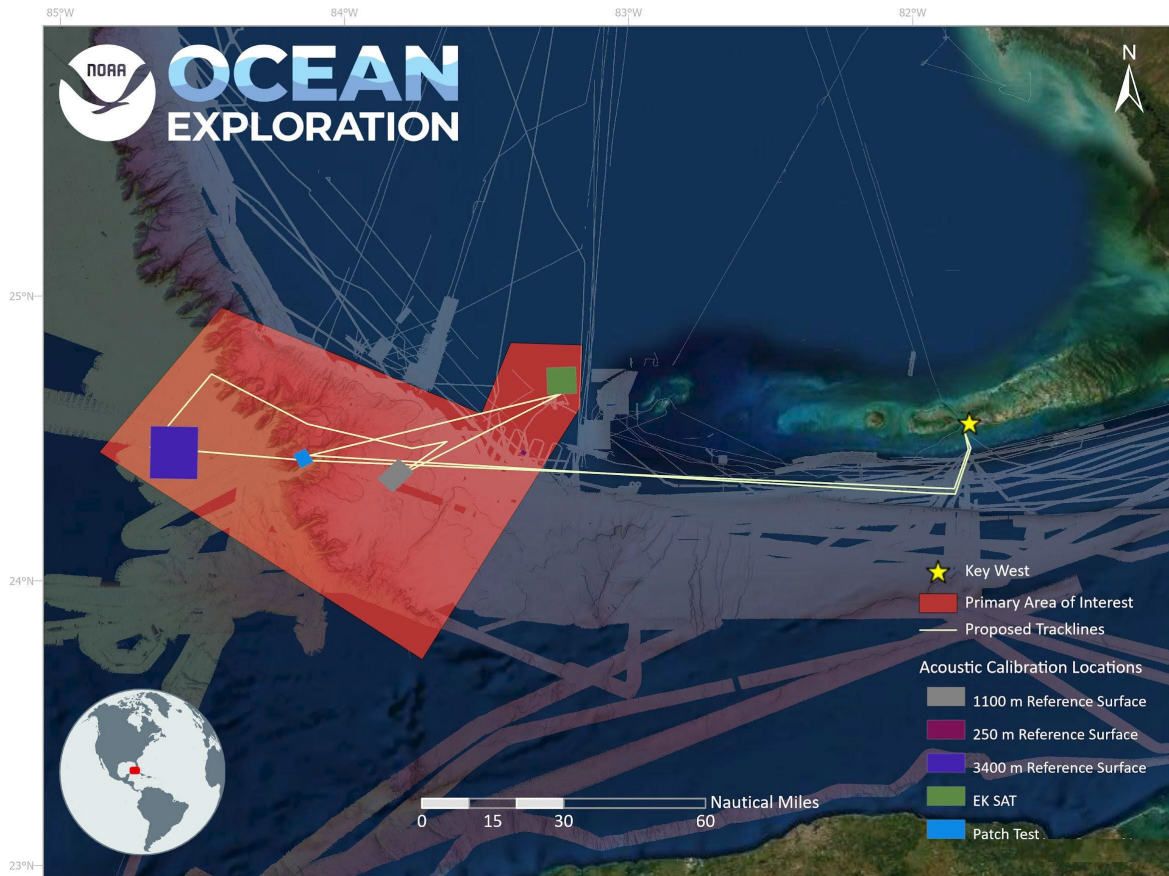 85°W 84°W 83°W 82°W
NOAA
OCEAN
EXPLORATION
N
25°N
24°N
23°N
Key West
Primary Area of Interest
Proposed Tracklines
Acoustic Calibration Locations
1100 m Reference Surface
250 m Reference Surface
3400 m Reference Surface
EK SAT
Patch Test
Nautical Miles
0 15 30 60